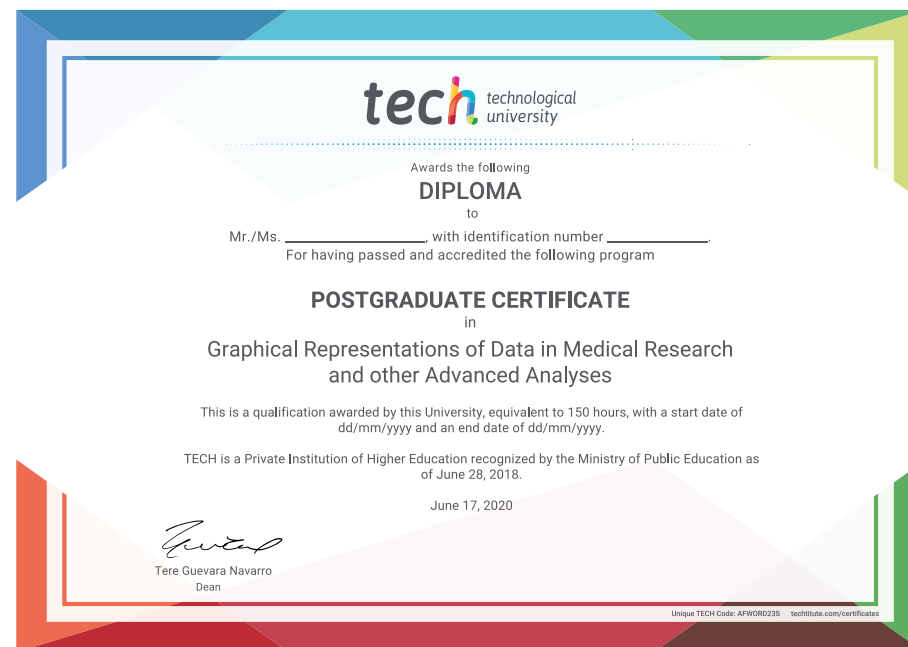 tech technological
university
Awards the following
DIPLOMA
to
Mr./Ms. ____________________, with identification number ______________.
For having passed and accredited the following program
POSTGRADUATE CERTIFICATE
in
Graphical Representations of Data in Medical Research
and other Advanced Analyses
This is a qualification awarded by this University, equivalent to 150 hours, with a start date of
dd/mm/yyyy and an end date of dd/mm/yyyy.
TECH is a Private Institution of Higher Education recognized by the Ministry of Public Education as
of June 28, 2018.
June 17, 2020
Tere Guevara Navarro
Dean
Unique TECH Code: AFWORD23S techtitute.com/certificates